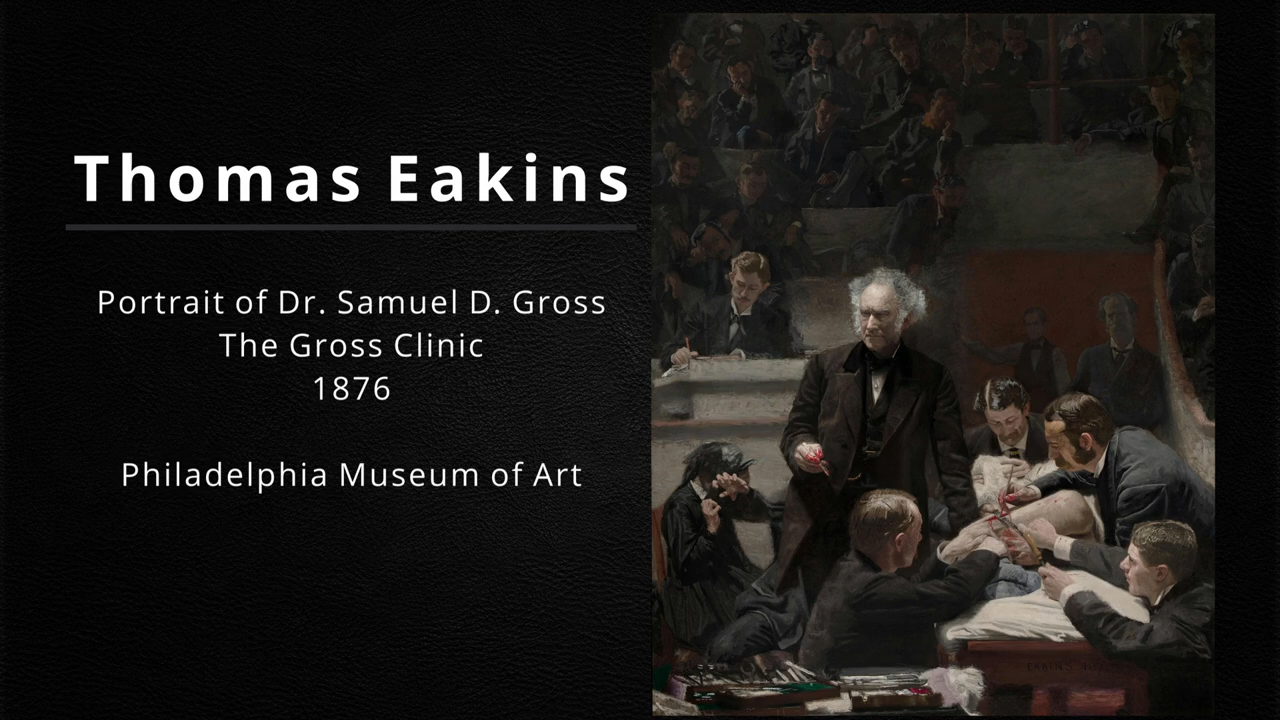 Thomas Eakins
Portrait of Dr. Samuel D. Gross
The Gross Clinic
1876
Philadelphia Museum of Art